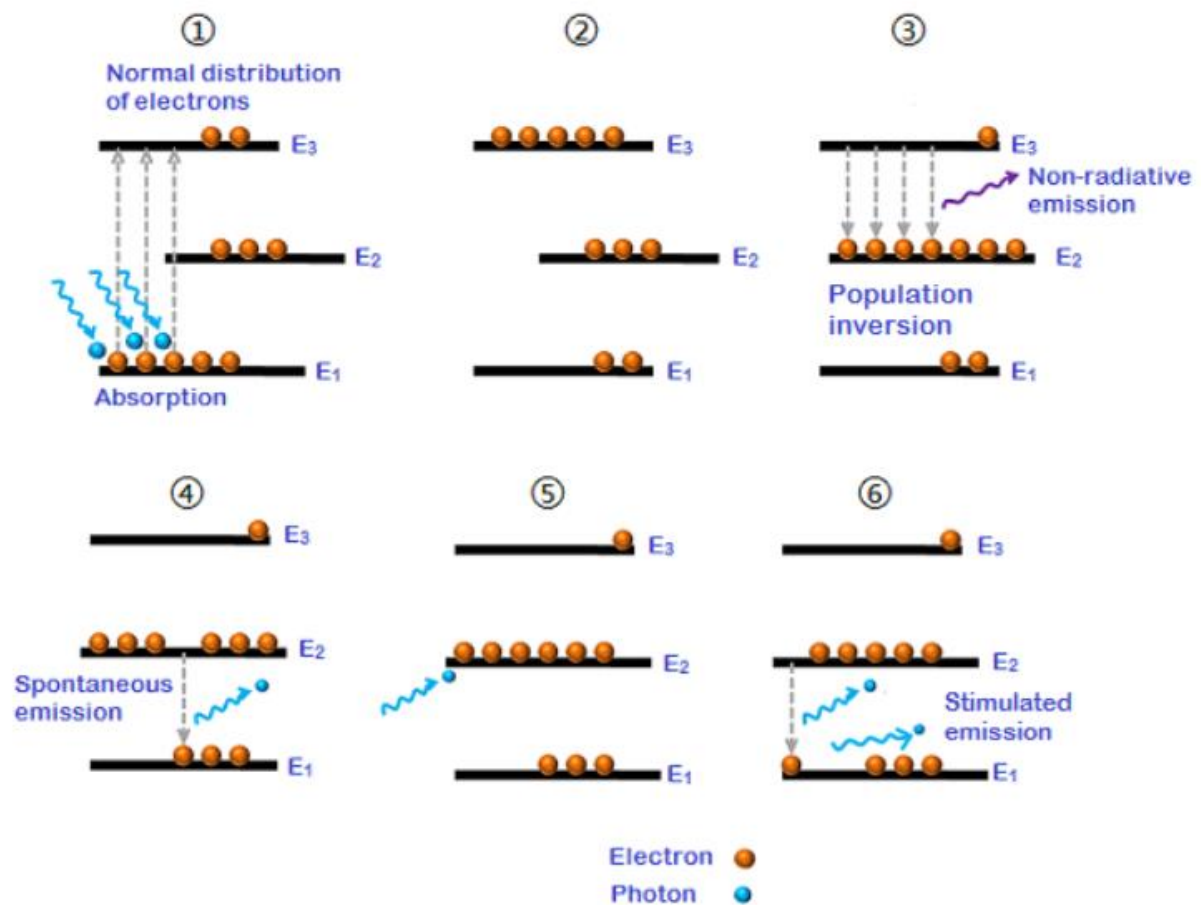 ①
②
③
Normal distribution
of electrons
E₃
E₃
E₃
Non-radiative
emission
E₂
E₂
E₂
Population
inversion
E₁
E₁
E₁
Absorption
④
⑤
⑥
E₃
E₃
E₃
E₂
E₂
E₂
Spontaneous
emission
Stimulated
emission
E₁
E₁
E₁
Electron
Photon